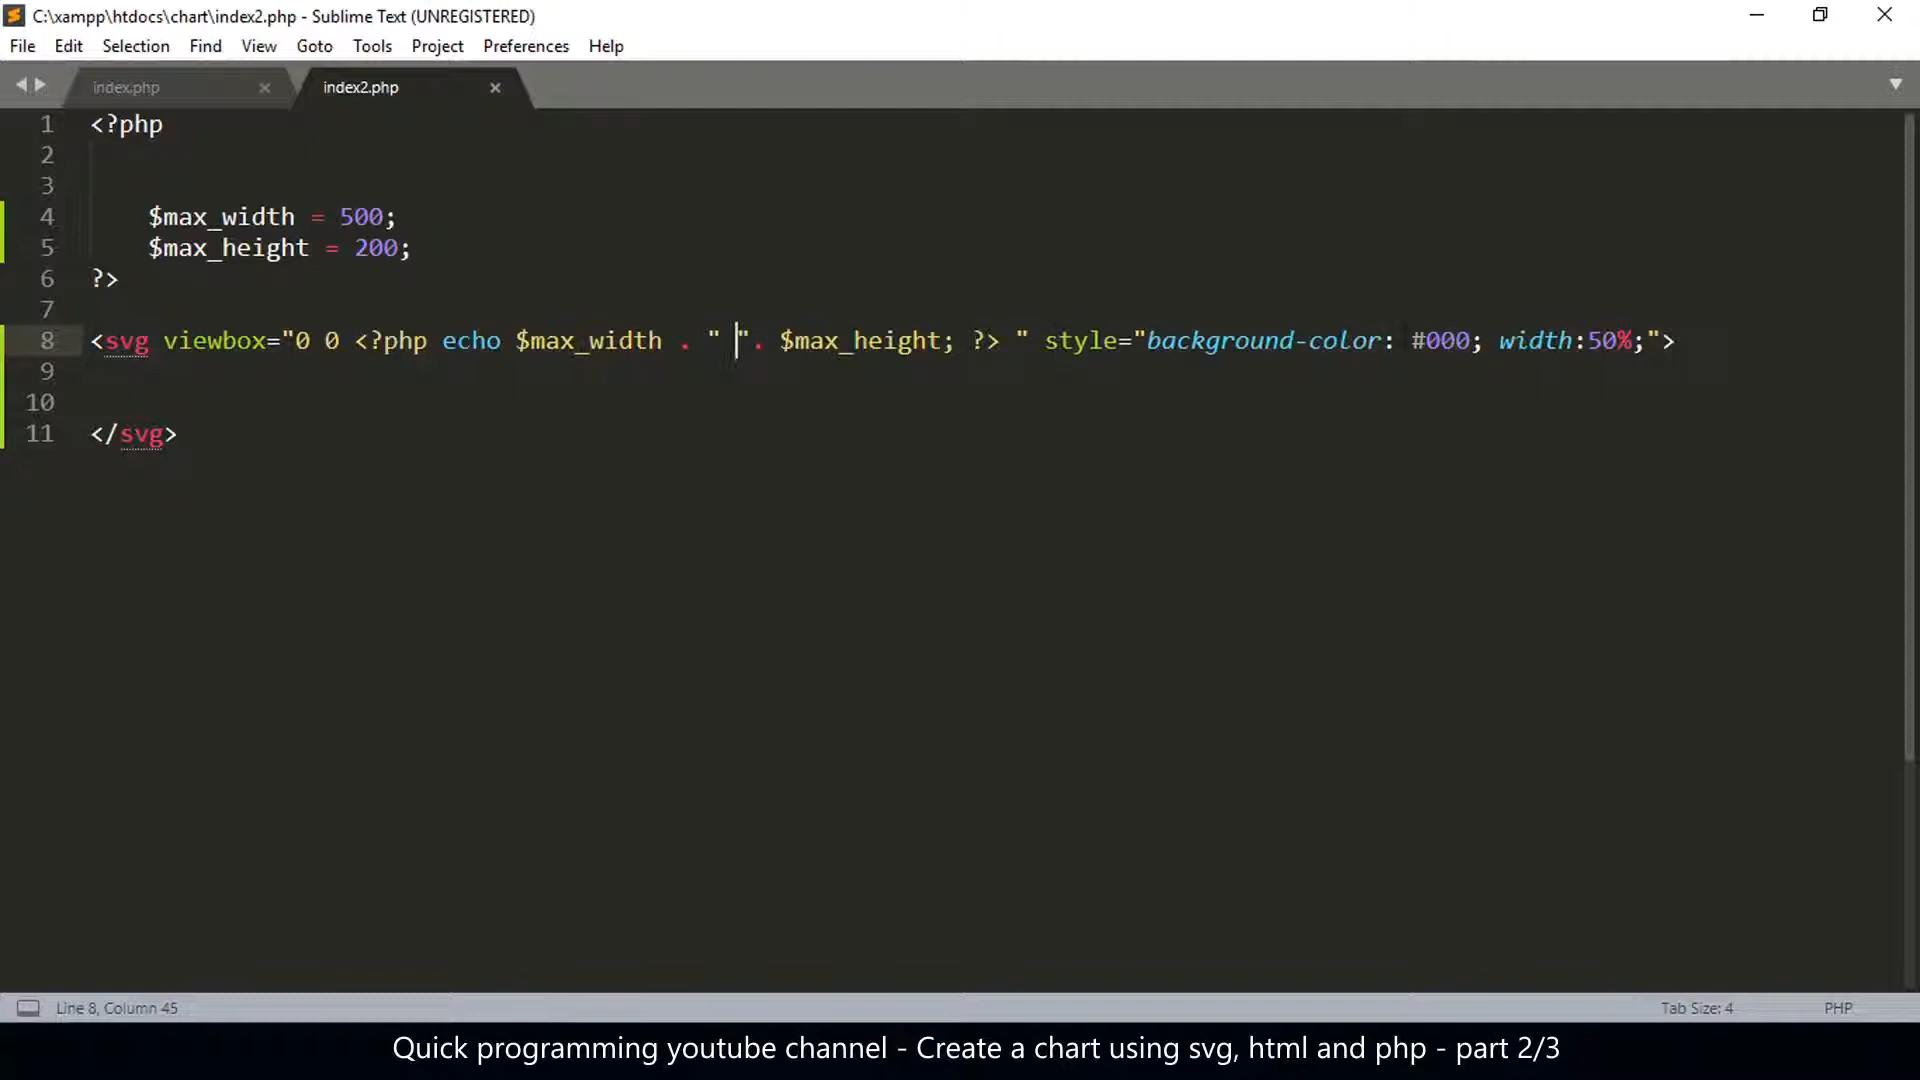 C:\xampp\htdocs\chart\index2.php - Sublime Text (UNREGISTERED)
File Edit Selection Find View Goto Tools Project Preferences Help
index.php index2.php
1 <?php
2
3
4 $max_width = 500;
5 $max_height = 200;
6 ?>
7
8 <svg viewbox="0 0 <?php echo $max_width . " ". $max_height; ?> " style="background-color: #000; width:50%;">
9
10
11 </svg>
Line 8, Column 45 Tab Size: 4 PHP
Quick programming youtube channel - Create a chart using svg, html and php - part 2/3